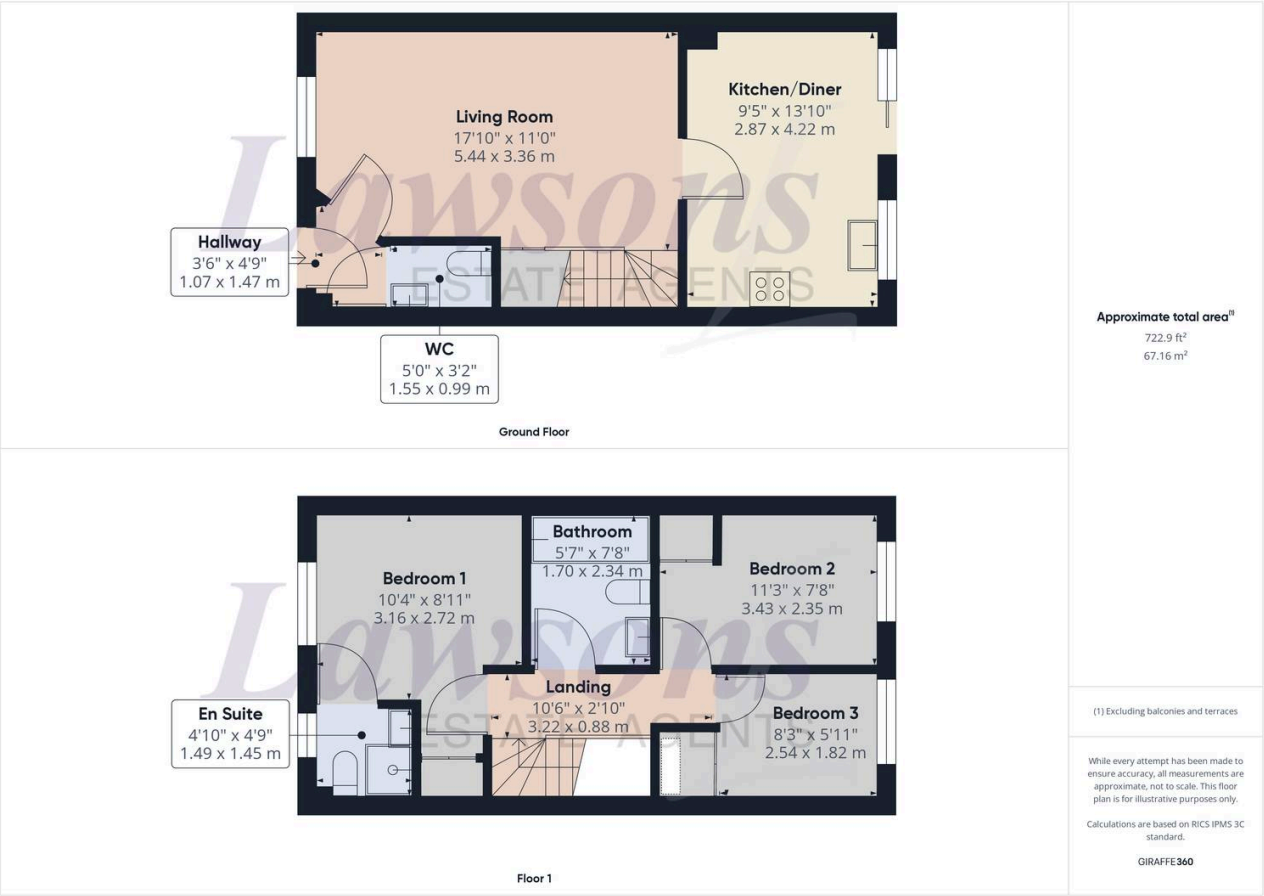 Living Room
17'10" x 11'0"
5.44 x 3.36 m
Kitchen/Diner
9'5" x 13'10"
2.87 x 4.22 m
Hallway
3'6" x 4'9"
1.07 x 1.47 m
WC
5'0" x 3'2"
1.55 x 0.99 m
Lawsons
ESTATE AGENTS
Ground Floor
Bedroom 1
10'4" x 8'11"
3.16 x 2.72 m
Bathroom
5'7" x 7'8"
1.70 x 2.34 m
Bedroom 2
11'3" x 7'8"
3.43 x 2.35 m
Landing
10'6" x 2'10"
3.22 x 0.88 m
En Suite
4'10" x 4'9"
1.49 x 1.45 m
Bedroom 3
8'3" x 5'11"
2.54 x 1.82 m
Lawsons
ESTATE AGENTS
Floor 1
Approximate total area(1)
722.9 ft²
67.16 m²
(1) Excluding balconies and terraces
While every attempt has been made to
ensure accuracy, all measurements are
approximate, not to scale. This floor
plan is for illustrative purposes only.
Calculations are based on RICS IPMS 3C
standard.
GIRAFFE360